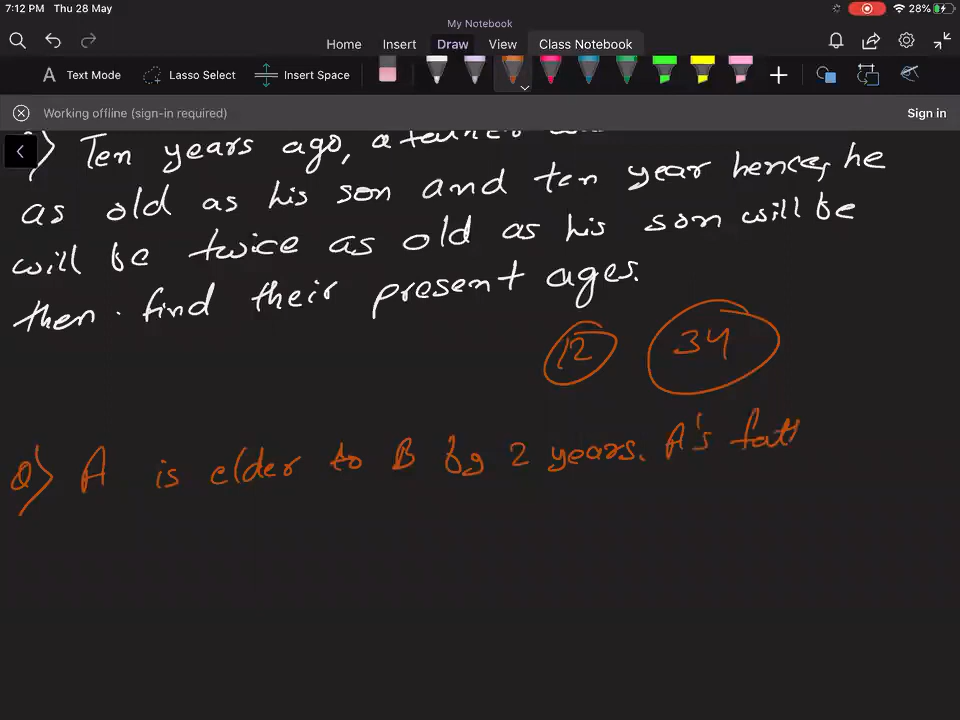 7:12 PM Thu 28 May
28%
My Notebook
Home Insert Draw View Class Notebook
A Text Mode Lasso Select Insert Space
Working offline (sign-in required) Sign in
Ten years ago, a father
as old as his son and ten year hence, he
will be twice as old as his son will be
then. find their present ages.
12 34
Q) A is elder to B by 2 years. A's fath